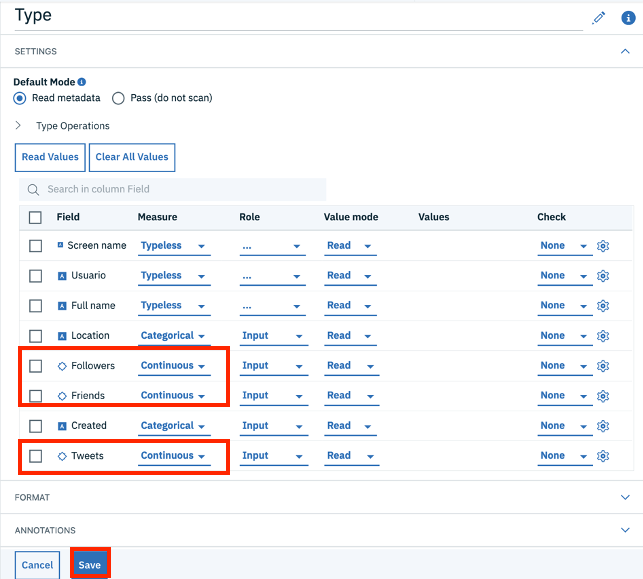 Type
SETTINGS
Default Mode
Read metadata Pass (do not scan)
Type Operations
Read Values Clear All Values
Search in column Field
Field Measure Role Value mode Values Check
Screen name Typeless ... Read None
A Usuario Typeless ... Read None
A Full name Typeless ... Read None
A Location Categorical Input Read None
Followers Continuous Input Read None
Friends Continuous Input Read None
A Created Categorical Input Read None
Tweets Continuous Input Read None
FORMAT
ANNOTATIONS
Cancel Save